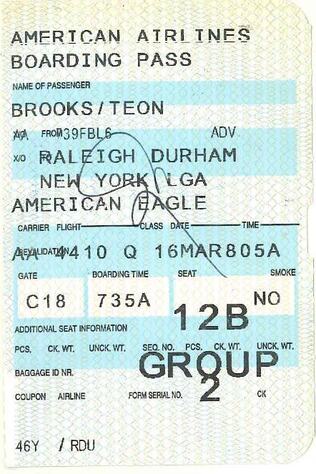 AMERICAN AIRLINES
BOARDING PASS
NAME OF PASSENGER
BROOKS/TEON
FROM 739FBL6 ADV
X/O RALEIGH DURHAM
NEW YORK LGA
AMERICAN EAGLE
CARRIER FLIGHT CLASS DATE TIME
AA 4410 Q 16MAR805A
GATE BOARDING TIME SEAT SMOKE
C18 735A 12B NO
ADDITIONAL SEAT INFORMATION
PCS. CK. WT. UNCK. WT. SEQ. NO. PCS. CK. WT. UNCK. WT.
BAGGAGE ID NR. GROUP 2
COUPON AIRLINE FORM SERIAL NO. CK
46Y / RDU